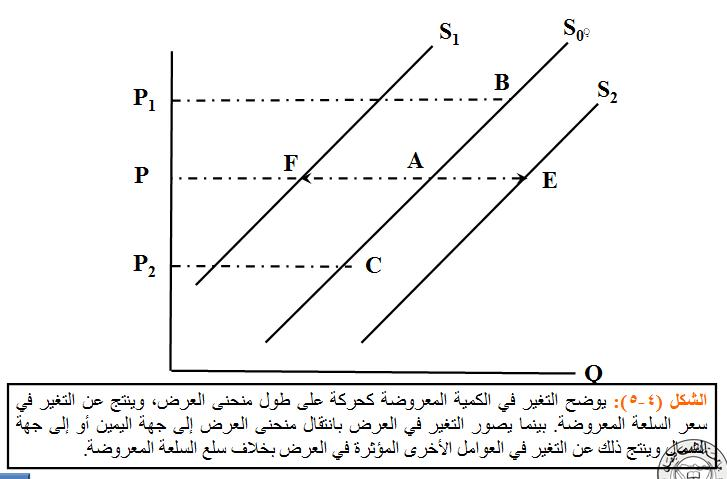 S1
S0
B
S2
P1
F
A
P
E
P2
C
Q
الشكل (٤-٥): يوضح التغير في الكمية المعروضة كحركة على طول منحنى العرض، وينتج عن التغير في
سعر السلعة المعروضة. بينما يصور التغير في العرض بانتقال منحنى العرض إلى جهة اليمين أو إلى جهة
وينتج ذلك عن التغير في العوامل الأخرى المؤثرة في العرض بخلاف سلع السلعة المعروضة.